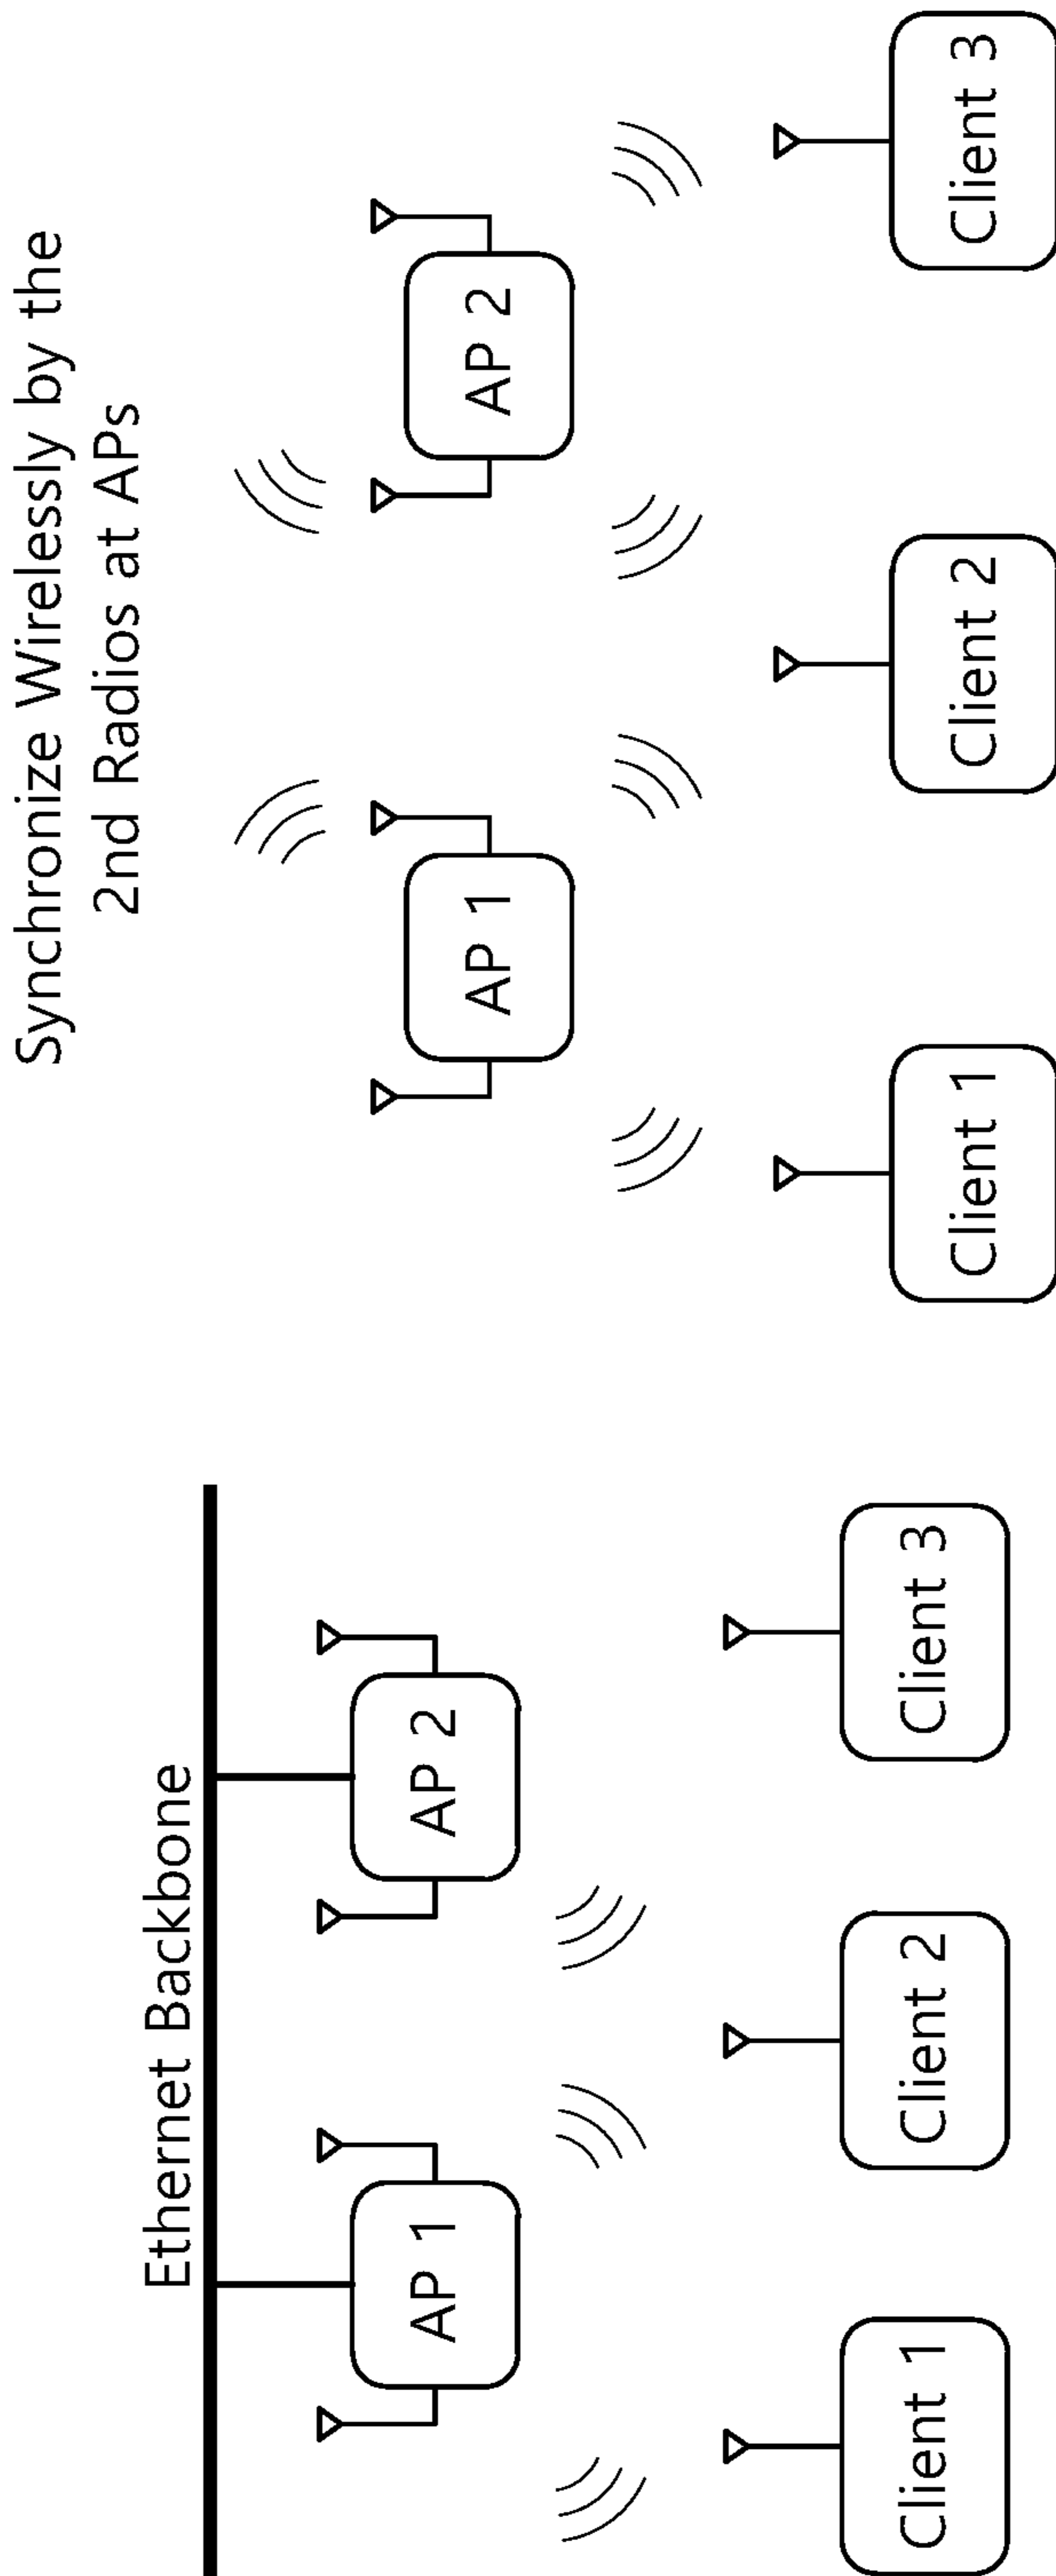 Ethernet Backbone
AP 1
AP 2
Client 1
Client 2
Client 3
Synchronize Wirelessly by the
2nd Radios at APs
AP 1
AP 2
Client 1
Client 2
Client 3